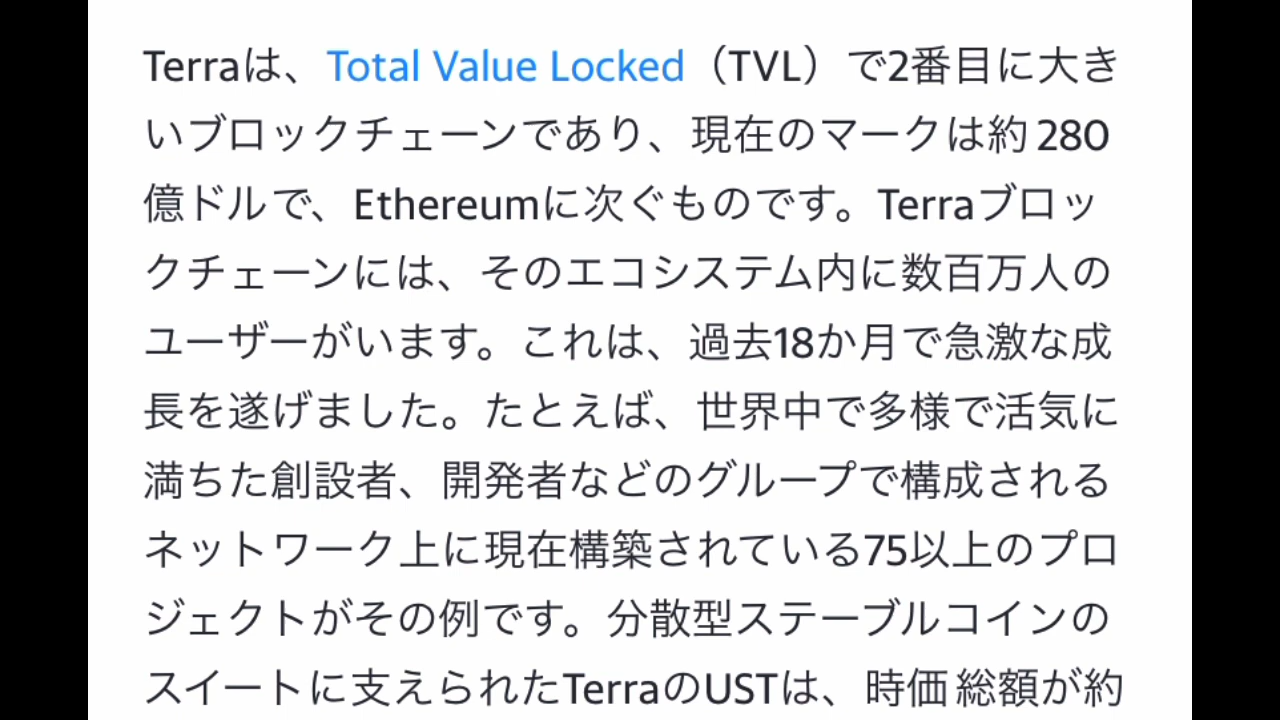 Terraは、Total Value Locked（TVL）で2番目に大き
いブロックチェーンであり、現在のマークは約280
億ドルで、Ethereumに次ぐものです。Terraブロッ
クチェーンには、そのエコシステム内に数百万人の
ユーザーがいます。これは、過去18か月で急激な成
長を遂げました。たとえば、世界中で多様で活気に
満ちた創設者、開発者などのグループで構成される
ネットワーク上に現在構築されている75以上のプロ
ジェクトがその例です。分散型ステーブルコインの
スイートに支えられたTerraのUSTは、時価総額が約